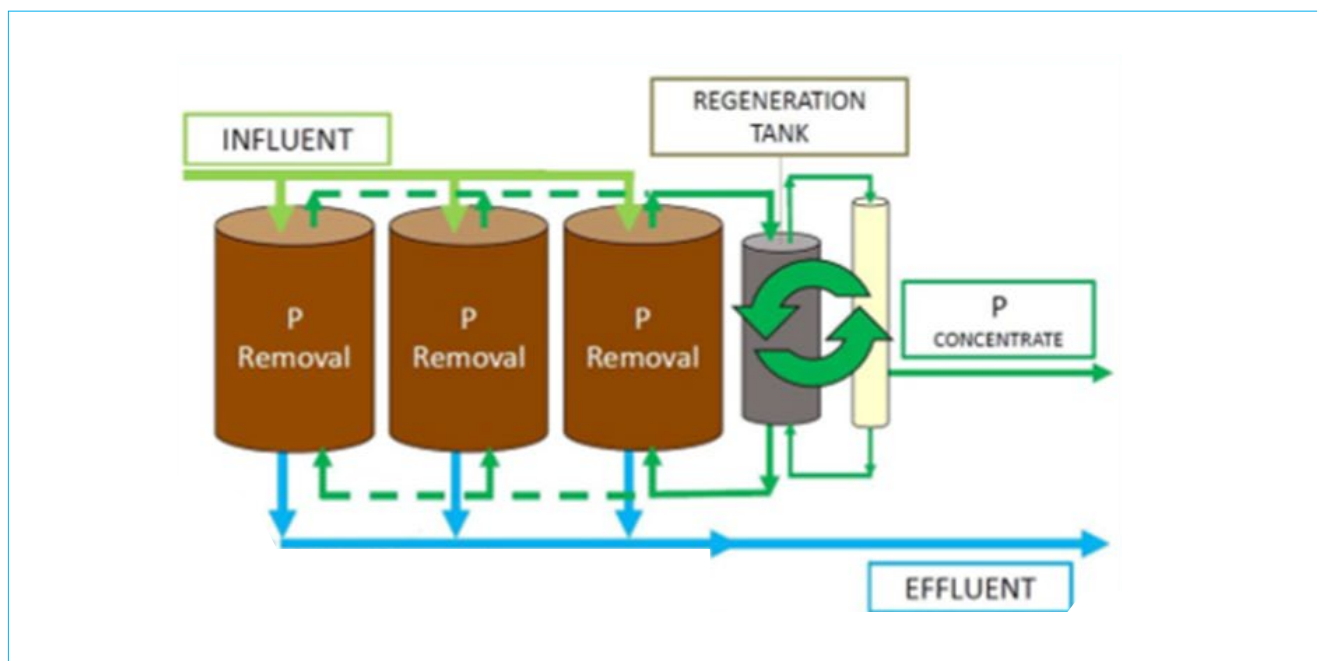 INFLUENT
REGENERATION
TANK
P
Removal
P
Removal
P
Removal
P
CONCENTRATE
EFFLUENT